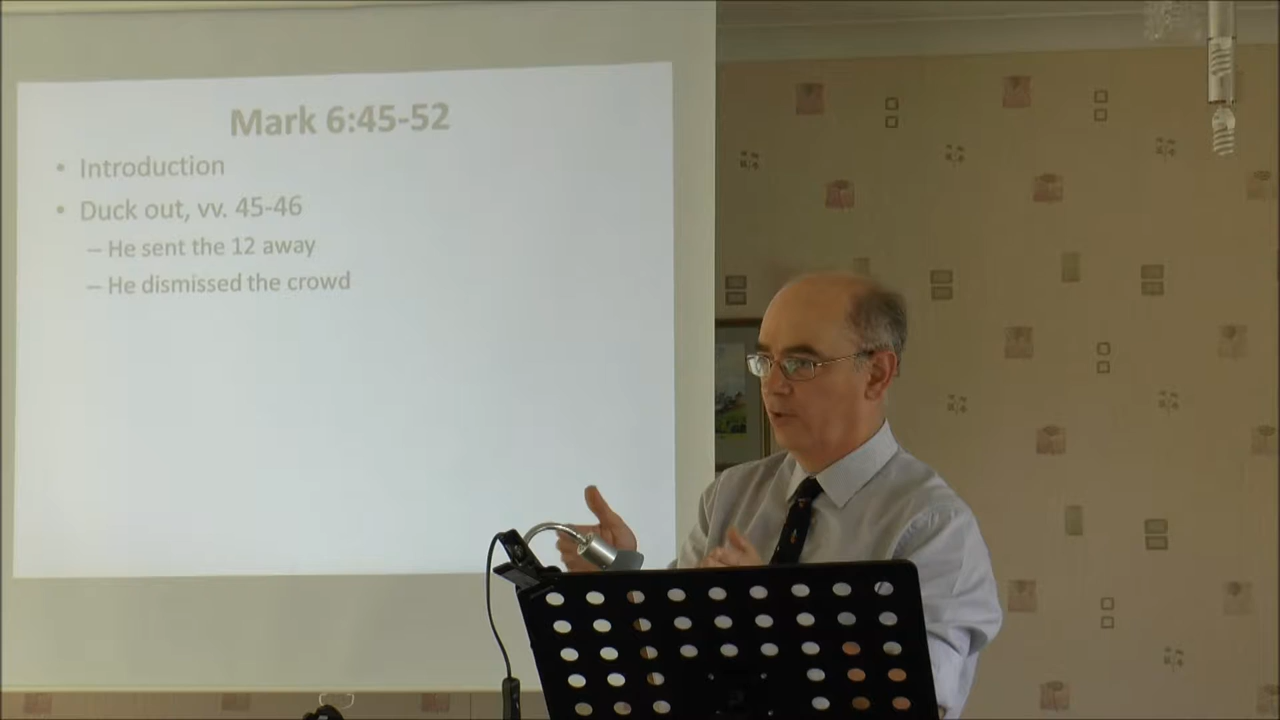 Mark 6:45-52
• Introduction
• Duck out, vv. 45-46
– He sent the 12 away
– He dismissed the crowd